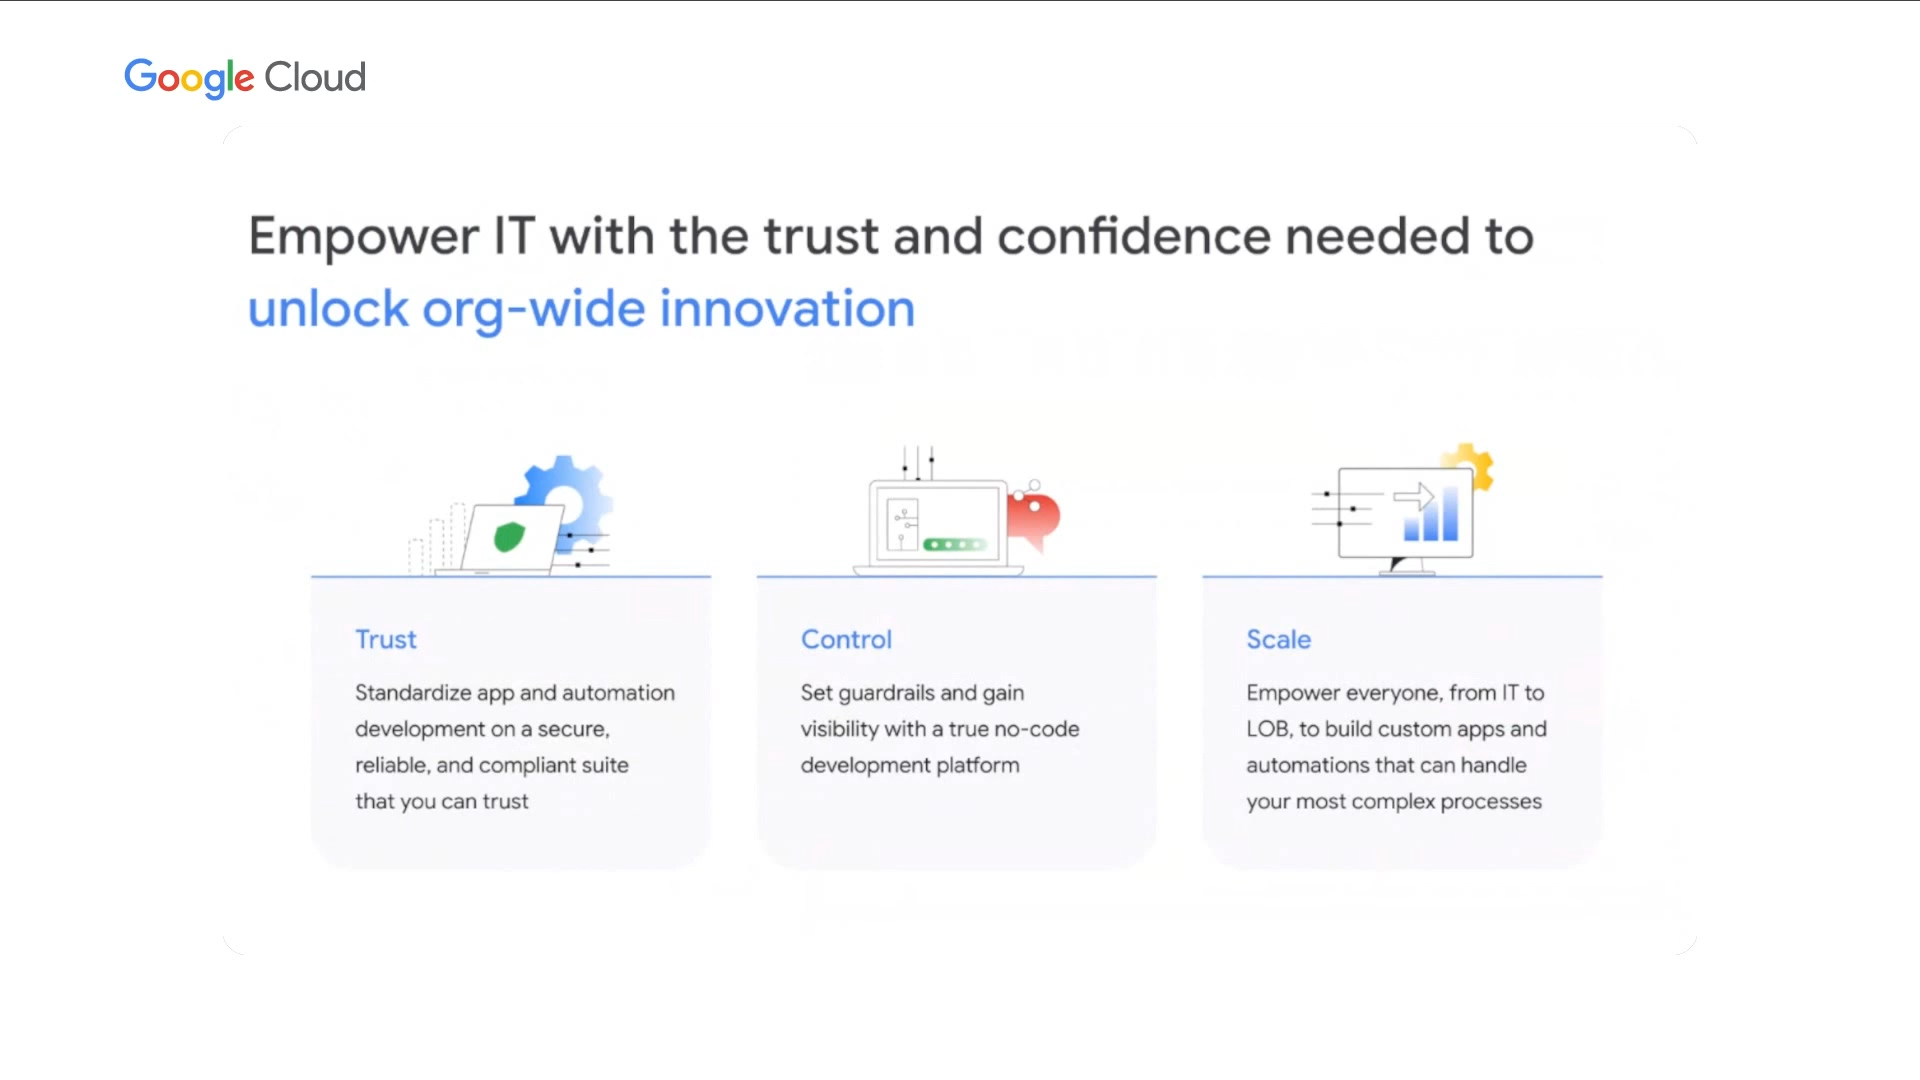 Google Cloud
Empower IT with the trust and confidence needed to
unlock org-wide innovation
Trust
Standardize app and automation
development on a secure,
reliable, and compliant suite
that you can trust
Control
Set guardrails and gain
visibility with a true no-code
development platform
Scale
Empower everyone, from IT to
LOB, to build custom apps and
automations that can handle
your most complex processes